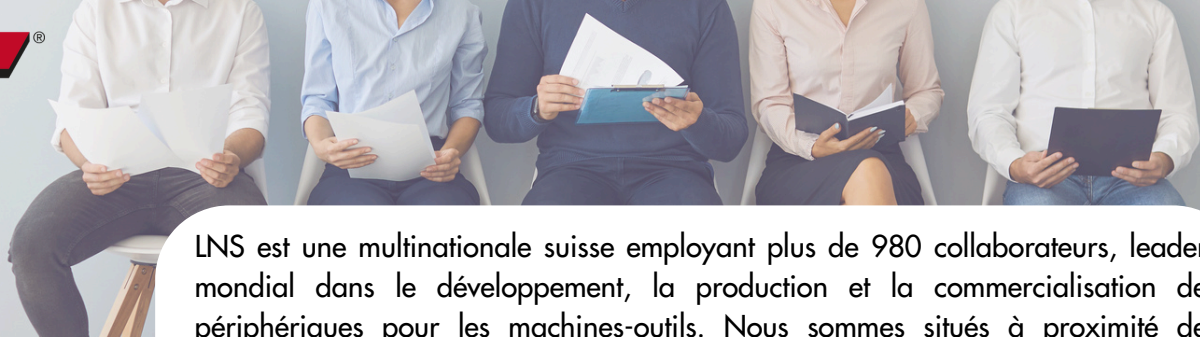 ®
LNS est une multinationale suisse employant plus de 980 collaborateurs, leader
mondial dans le développement, la production et la commercialisation de
périphériques pour les machines-outils. Nous sommes situés à proximité de